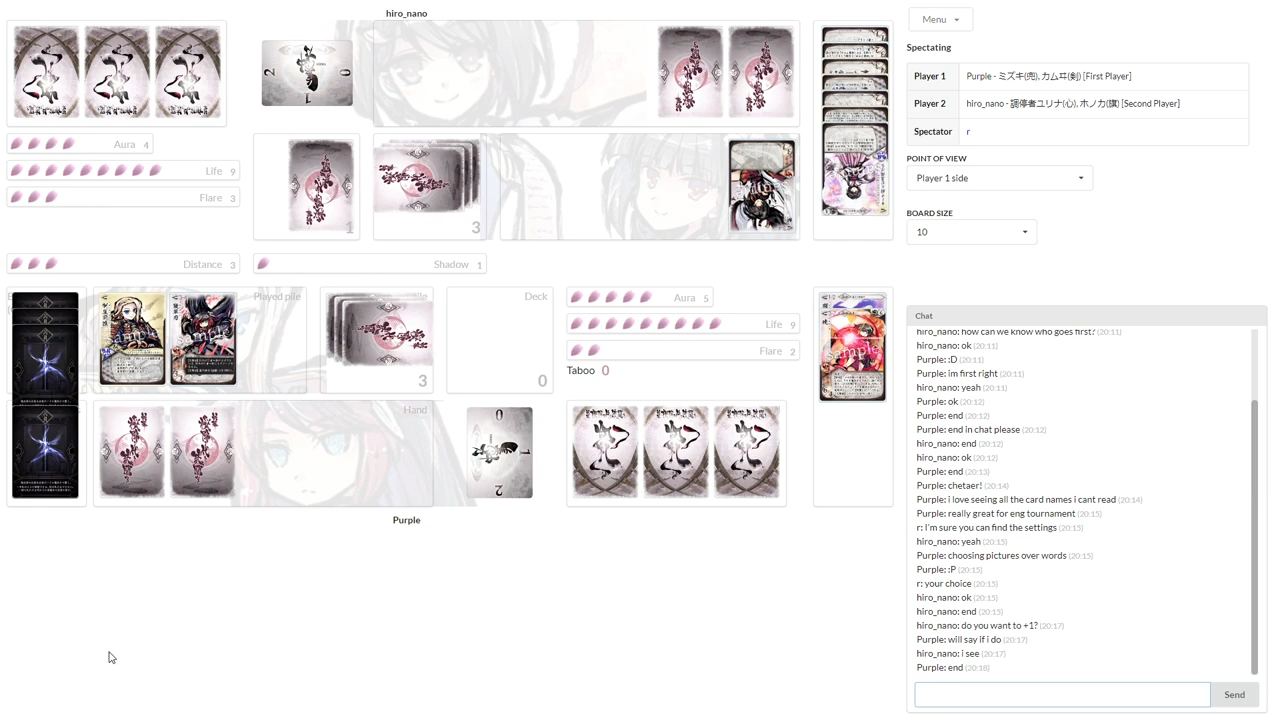 hiro_nano
Menu
Spectating
Player 1
Purple - ミズキ(兜), カムヰ(剣) [First Player]
Player 2
hiro_nano - 調停者ユリナ(心), ホノカ(旗) [Second Player]
Spectator
r
POINT OF VIEW
Player 1 side
BOARD SIZE
10
2
0
1
Aura 4
Life 9
Flare 3
1
3
Distance 3
Shadow 1
Played pile
3
Deck
0
Aura 5
Life 9
Flare 2
Taboo 0
sample
Hand
0
1
2
Purple
Chat
hiro_nano: how can we know who goes first? (20:11)
hiro_nano: ok (20:11)
Purple: :D (20:11)
Purple: im first right (20:11)
hiro_nano: yeah (20:11)
Purple: ok (20:12)
Purple: end (20:12)
Purple: end in chat please (20:12)
hiro_nano: end (20:12)
hiro_nano: ok (20:12)
Purple: end (20:13)
Purple: chetaer! (20:14)
Purple: i love seeing all the card names i cant read (20:14)
Purple: really great for eng tournament (20:15)
r: I'm sure you can find the settings (20:15)
hiro_nano: yeah (20:15)
Purple: choosing pictures over words (20:15)
Purple: :P (20:15)
r: your choice (20:15)
hiro_nano: ok (20:15)
hiro_nano: end (20:15)
hiro_nano: do you want to +1? (20:17)
Purple: will say if i do (20:17)
hiro_nano: i see (20:17)
Purple: end (20:18)
Send